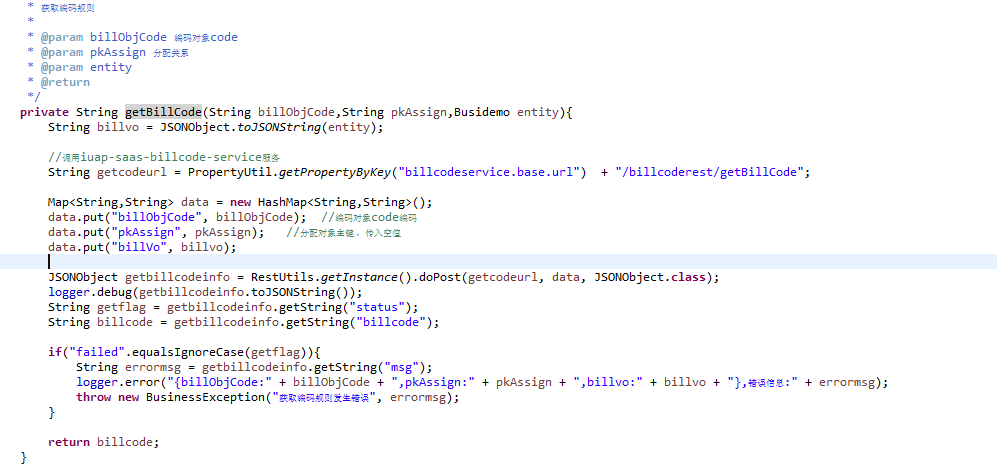 * 获取编码规则
*
* @param billObjCode 编码对象code
* @param pkAssign 分配关系
* @param entity
* @return
*/
private String getBillCode(String billObjCode,String pkAssign,Busidemo entity){
String billvo = JSONObject.toJSONString(entity);
//调用iuap-saas-billcode-service服务
String getcodeurl = PropertyUtil.getPropertyByKey("billcodeservice.base.url")  + "/billcoderest/getBillCode";
Map<String,String> data = new HashMap<String,String>();
data.put("billObjCode", billObjCode);  //编码对象code编码
data.put("pkAssign", pkAssign);   //分配对象主键，传入空值
data.put("billVo", billvo);
JSONObject getbillcodeinfo = RestUtils.getInstance().doPost(getcodeurl, data, JSONObject.class);
logger.debug(getbillcodeinfo.toJSONString());
String getflag = getbillcodeinfo.getString("status");
String billcode = getbillcodeinfo.getString("billcode");
if("failed".equalsIgnoreCase(getflag)){
String errormsg = getbillcodeinfo.getString("msg");
logger.error("{billObjCode:" + billObjCode + ",pkAssign:" + pkAssign + ",billvo:" + billvo + "},错误信息:" + errormsg);
throw new BusinessException("获取编码规则发生错误", errormsg);
}
return billcode;
}